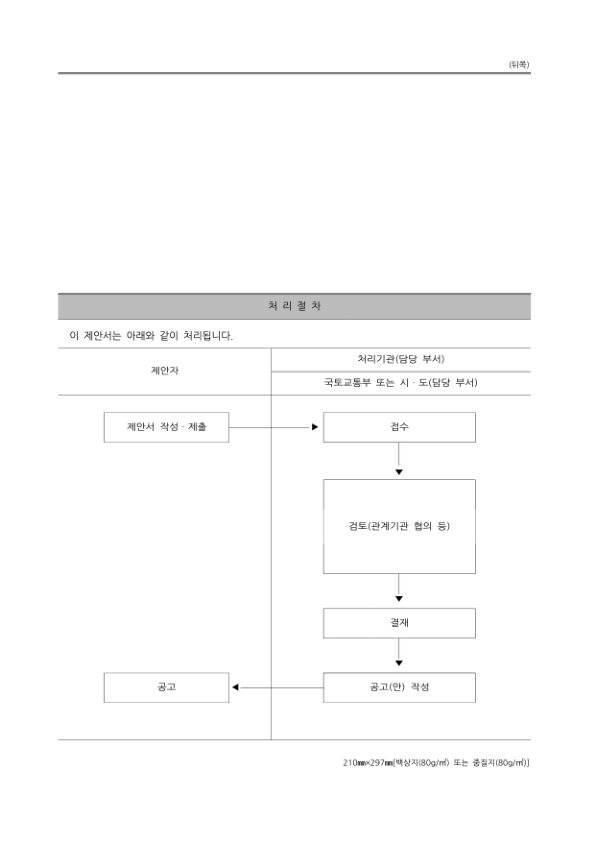 (뒤쪽)
처 리 절 차
이 제안서는 아래와 같이 처리됩니다.
제안자
처리기관(담당 부서)
국토교통부 또는 시ㆍ도(담당 부서)
제안서 작성ㆍ제출
접수
검토(관계기관 협의 등)
결재
공고
공고(안) 작성
210㎜×297㎜[백상지(80g/㎡) 또는 중질지(80g/㎡)]